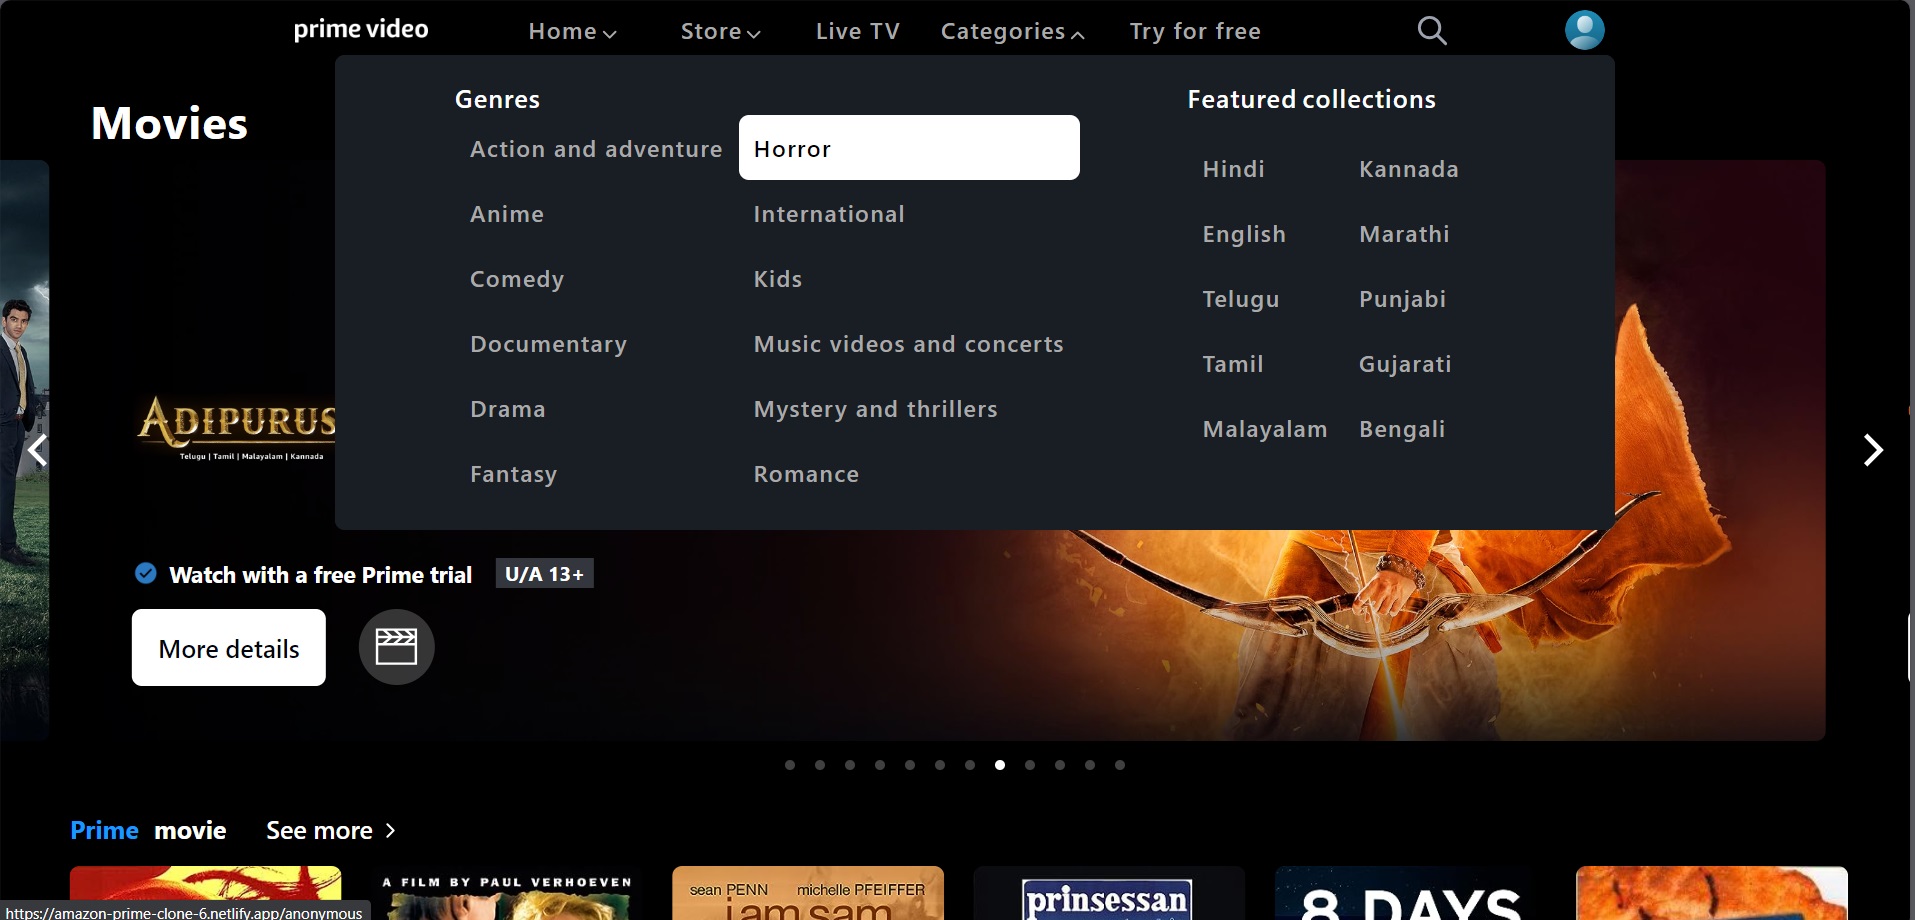 prime video
Home
Store
Live TV
Categories
Try for free
Movies
Genres
Action and adventure
Horror
Anime
International
Comedy
Kids
Documentary
Music videos and concerts
Drama
Mystery and thrillers
Fantasy
Romance
Featured collections
Hindi
Kannada
English
Marathi
Telugu
Punjabi
Tamil
Gujarati
Malayalam
Bengali
ADIPURUS
Telugu | Tamil | Malayalam | Kannada
Watch with a free Prime trial
U/A 13+
More details
Prime movie
See more
A FILM BY PAUL VERHOEVEN
sean PENN michelle PFEIFFER
i am sam
prinsessan
8 DAYS
https://amazon-prime-clone-6.netlify.app/anonymous